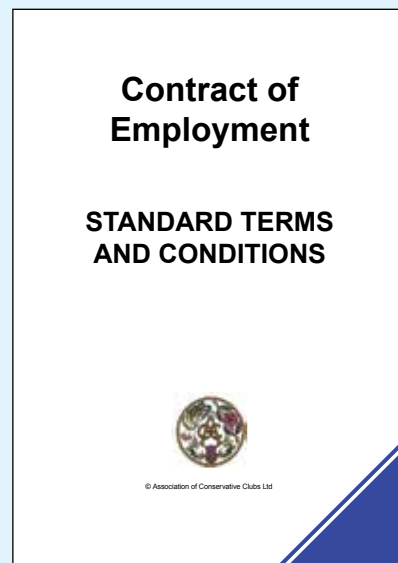 Contract of
Employment
STANDARD TERMS
AND CONDITIONS
© Association of Conservative Clubs Ltd